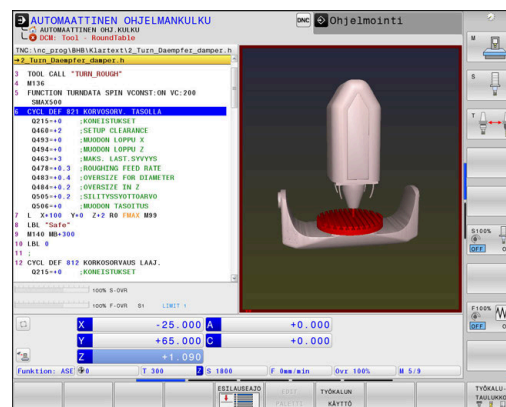 AUTOMAATTINEN OHJELMANKULKU
AUTOMAATTINEN OHJ.KULKU
DCM: Tool - RoundTable
DNC
Ohjelmointi
TNC:\nc_prog\BHB\Klartext\2_Turn_Daempfer_damper.h
→2_Turn_Daempfer_damper.h
3 TOOL CALL "TURN_ROUGH"
4 M136
5 FUNCTION TURNDATA SPIN VCONST:ON VC:200
SMAX500
6 CYCL DEF 821 KORVOSORV. TASOLLA
Q215=+0 ;KONEISTUKSET
Q460=+2 ;SETUP CLEARANCE
Q493=+0 ;MUODON LOPPU X
Q494=+0 ;MUODON LOPPU Z
Q463=+3 ;MAKS. LAST.SYVYYS
Q478=+0.3 ;ROUGHING FEED RATE
Q483=+0.4 ;OVERSIZE FOR DIAMETER
Q484=+0.2 ;OVERSIZE IN Z
Q505=+0.2 ;SILITYSSYOTTOARVO
Q506=+0 ;MUODON TASOITUS
7 L X+100 Y+0 Z+2 R0 FMAX M99
8 LBL "Safe"
9 M140 MB+300
10 LBL 0
11 ;
12 CYCL DEF 812 KORKOSORVAUS LAAJ.
Q215=+0 ;KONEISTUKSET
100% S-OVR
100% F-OVR S1 LIMIT 1
X -25.000 A +0.000
Y +65.000 C +0.000
Z +1.090
Funktion: ASE 0 T 300 Z S 1800 F 0mm/min Ovr 100% M 5/9
M
S
T
S100%
OFF
F100%
OFF
ESILAUSEAJO
TYÖKALUN
KÄYTTÖ
TYÖKALU-
TAULUKKO